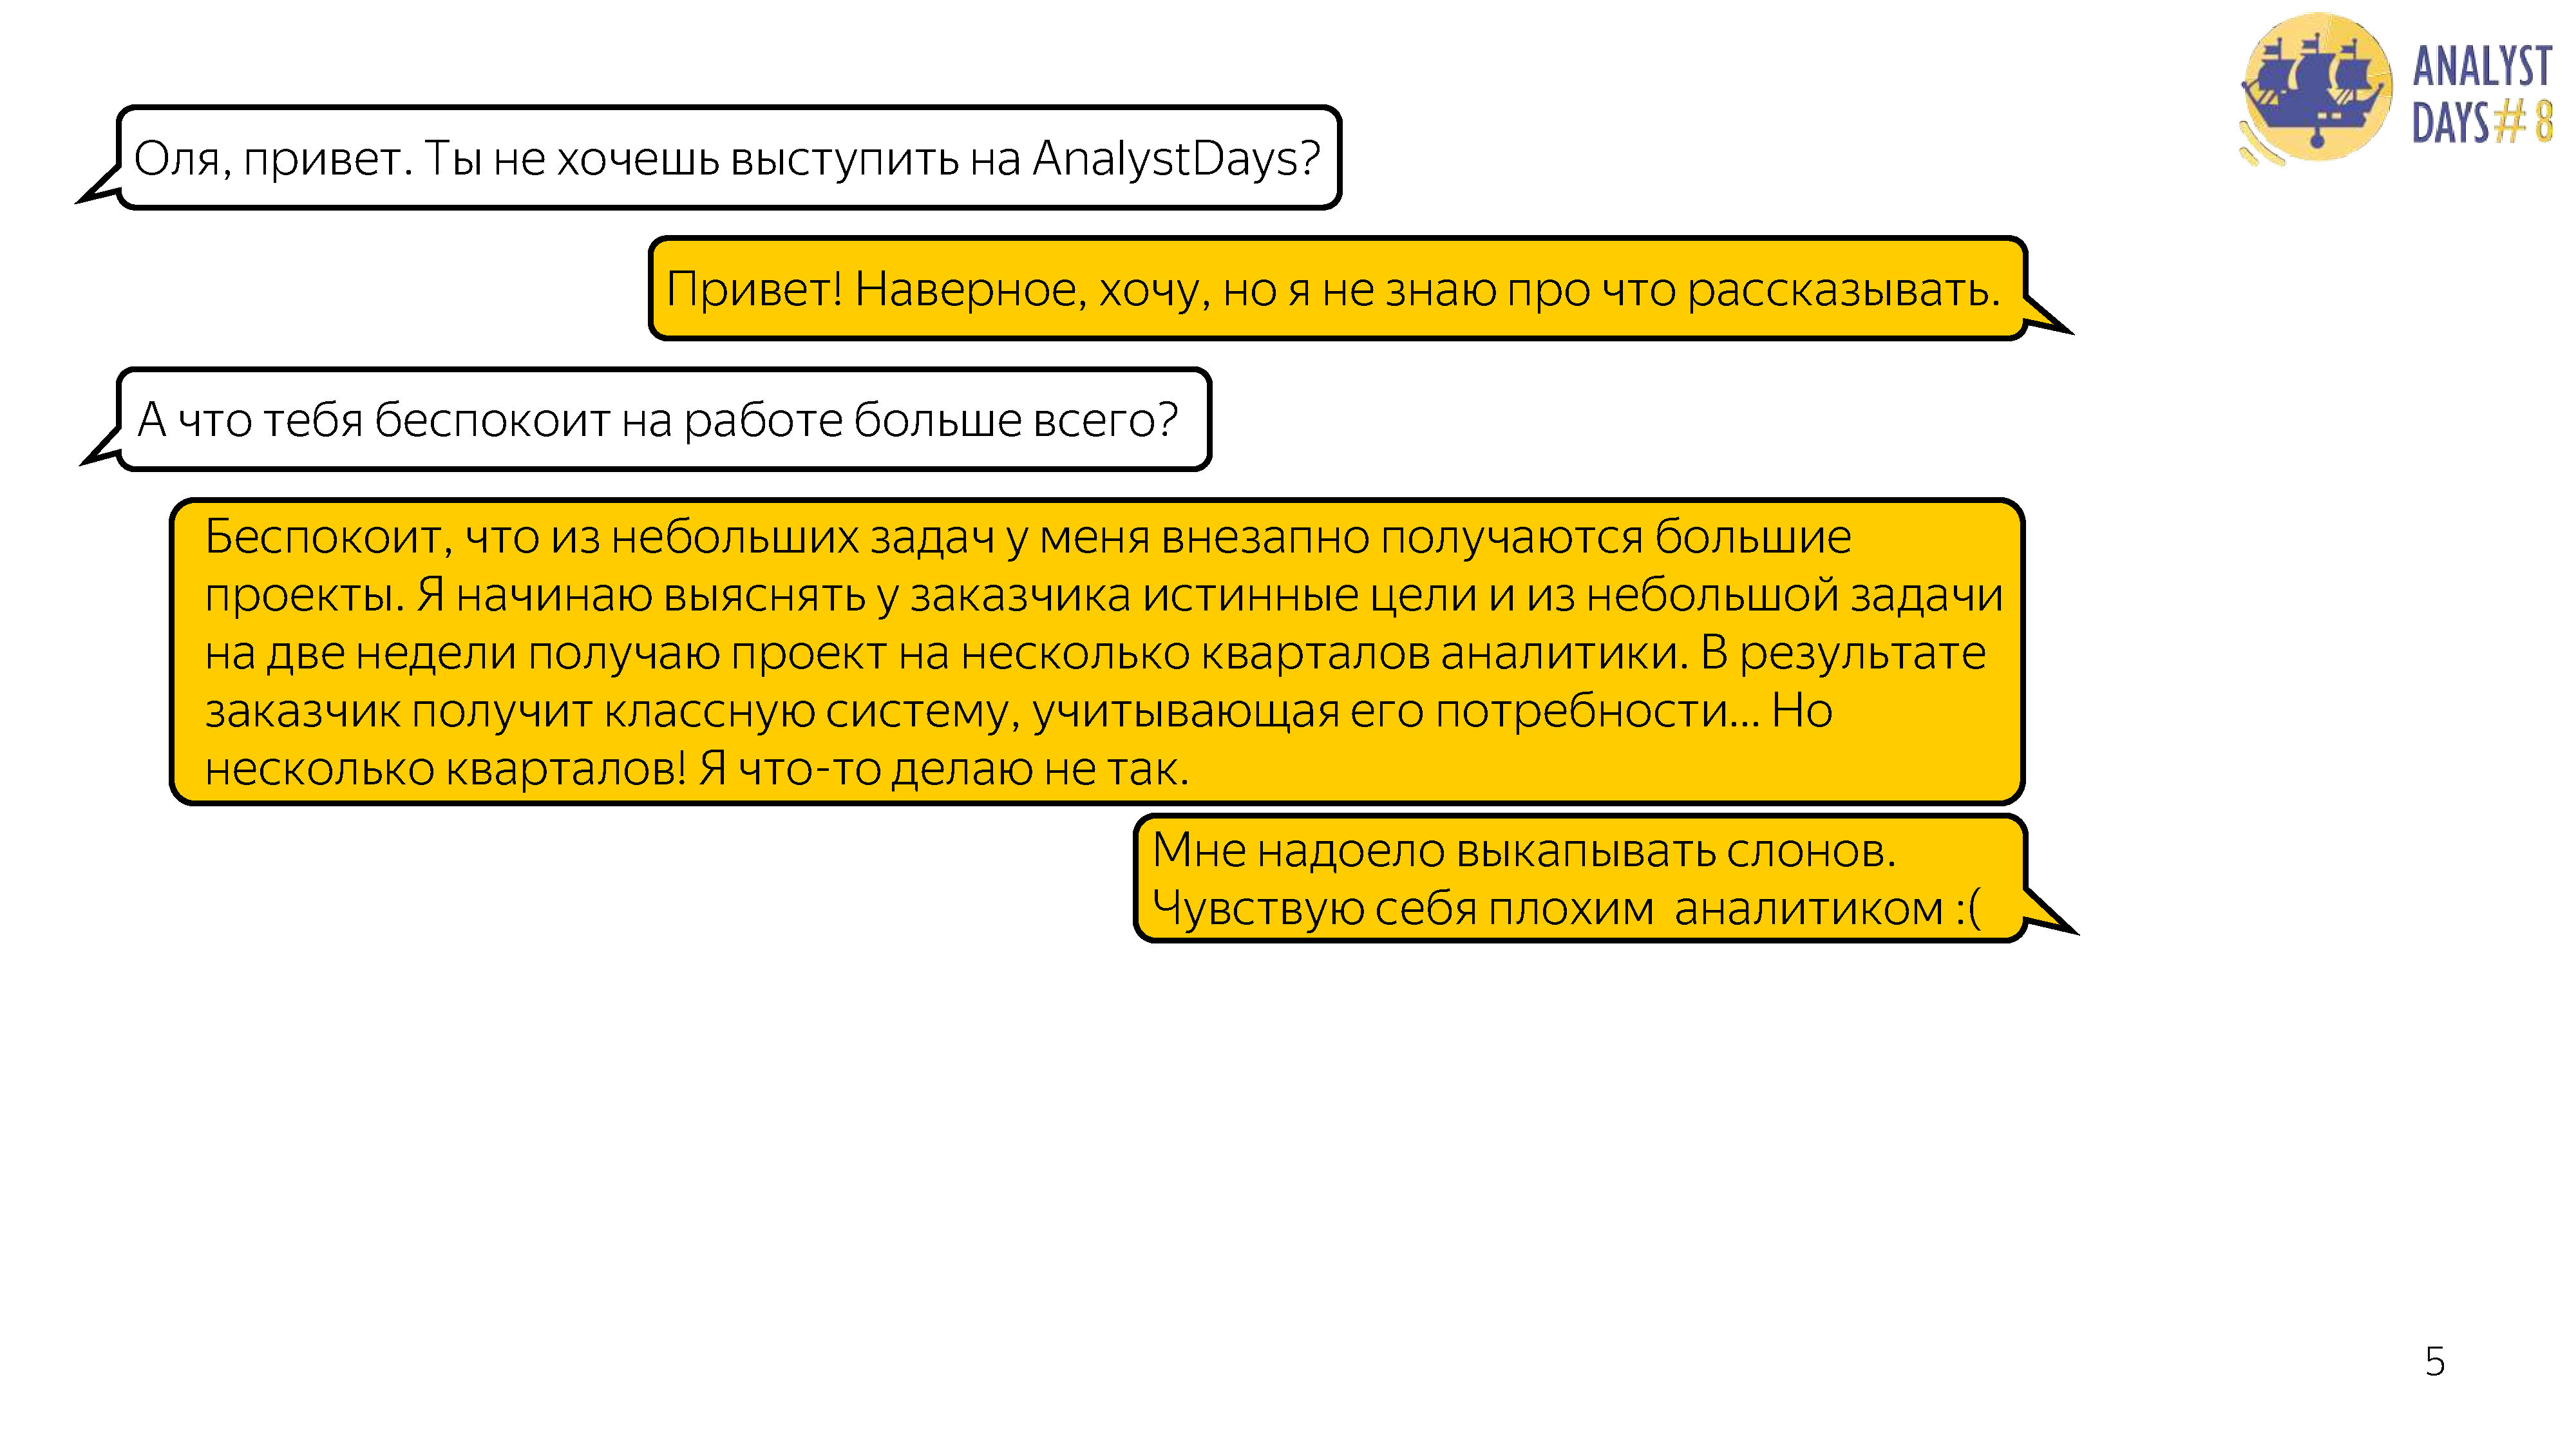 ANALYST
DAYS#8
Оля, привет. Ты не хочешь выступить на AnalystDays?
Привет! Наверное, хочу, но я не знаю про что рассказывать.
А что тебя беспокоит на работе больше всего?
Беспокоит, что из небольших задач у меня внезапно получаются большие
проекты. Я начинаю выяснять у заказчика истинные цели и из небольшой задачи
на две недели получаю проект на несколько кварталов аналитики. В результате
заказчик получит классную систему, учитывающая его потребности... Но
несколько кварталов! Я что-то делаю не так.
Мне надоело выкапывать слонов.
Чувствую себя плохим аналитиком :(
5